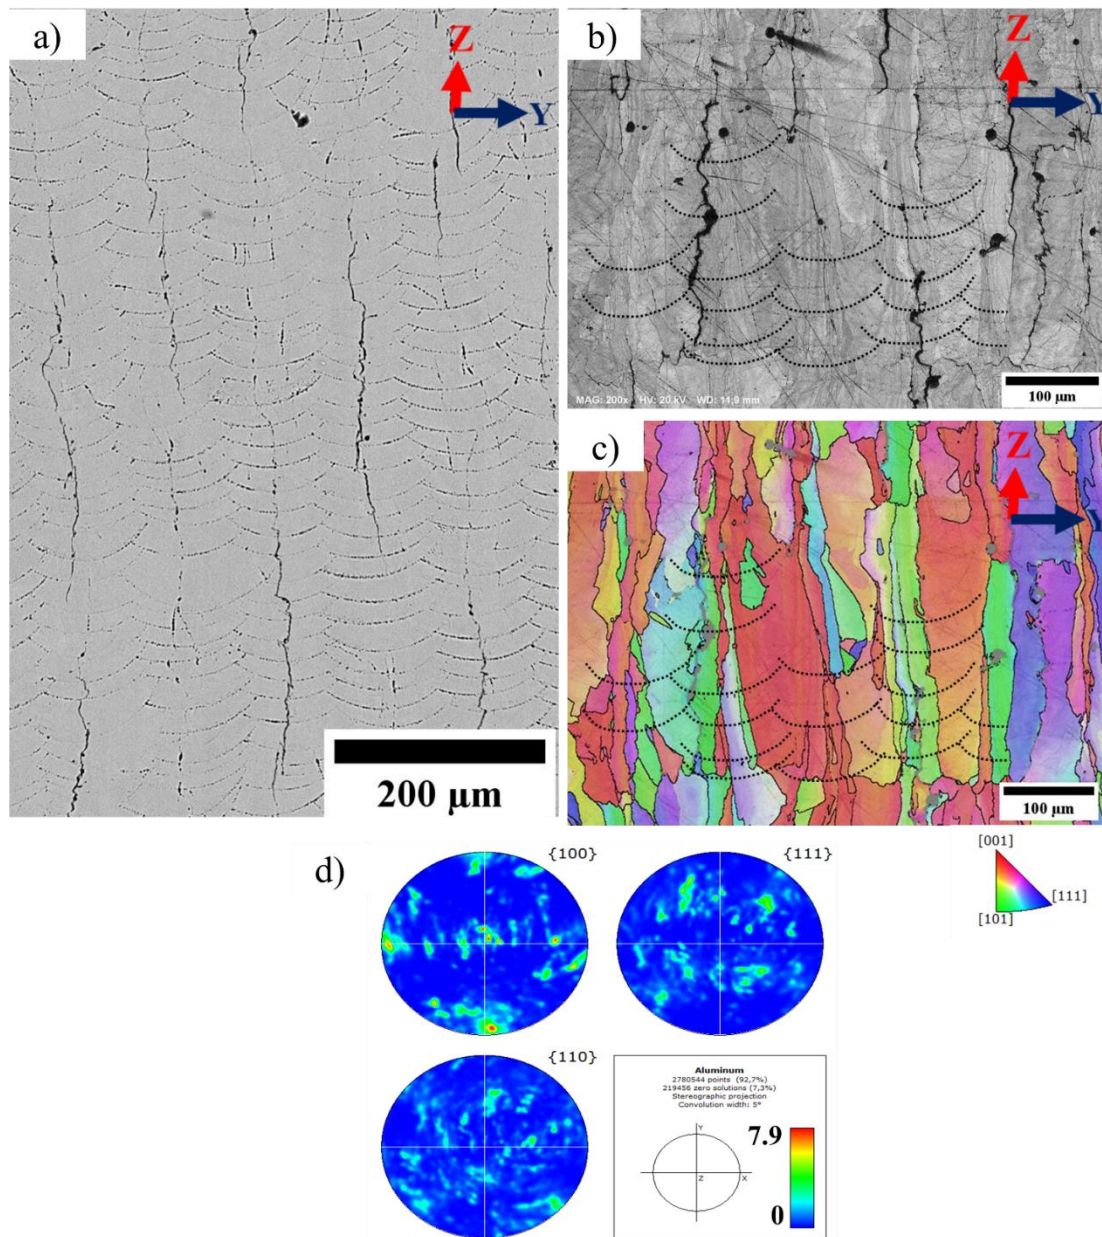 a)
Z
Y
200 µm
b)
Z
Y
MAG: 200x HV: 20 kV WD: 11,9 mm
100 µm
c)
Z
Y
100 µm
[001]
[101]
[111]
d)
{100}
{111}
{110}
Aluminum
2780544 points (92,7%)
219456 zero solutions (7,3%)
Stereographic projection
Convolution width: 5°
Y
Z
X
7.9
0